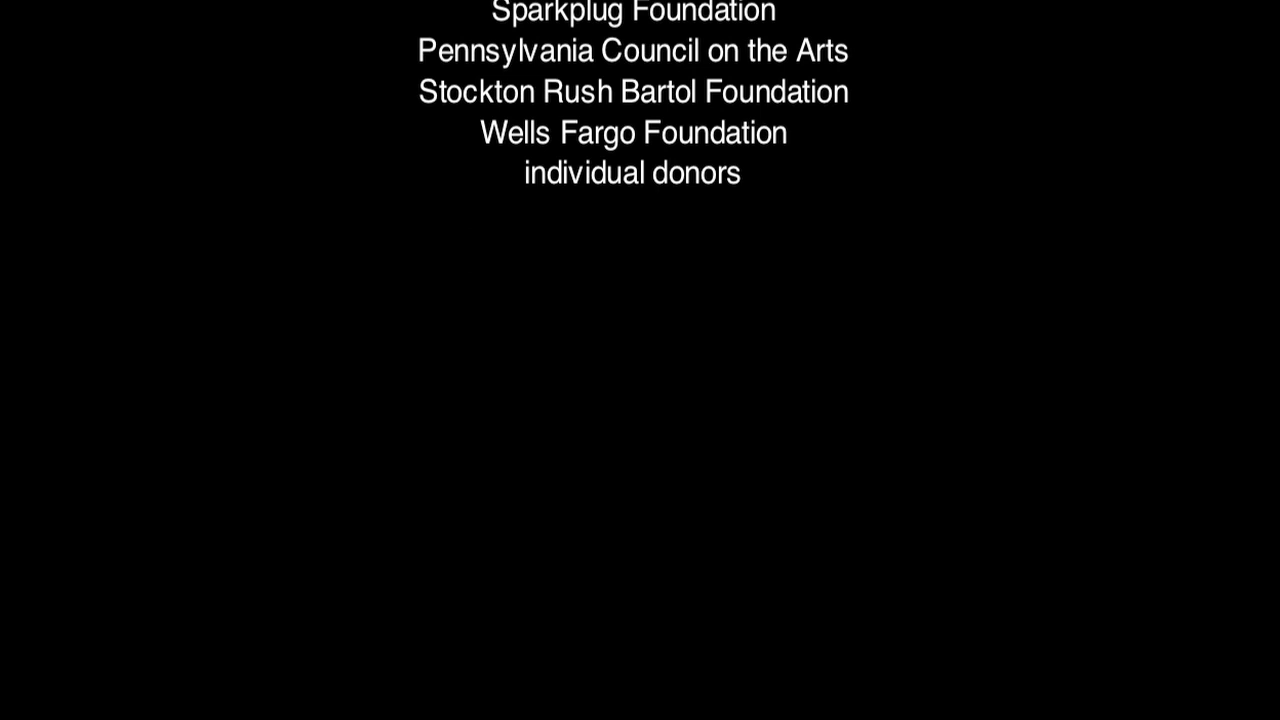 Sparkplug Foundation
Pennsylvania Council on the Arts
Stockton Rush Bartol Foundation
Wells Fargo Foundation
individual donors